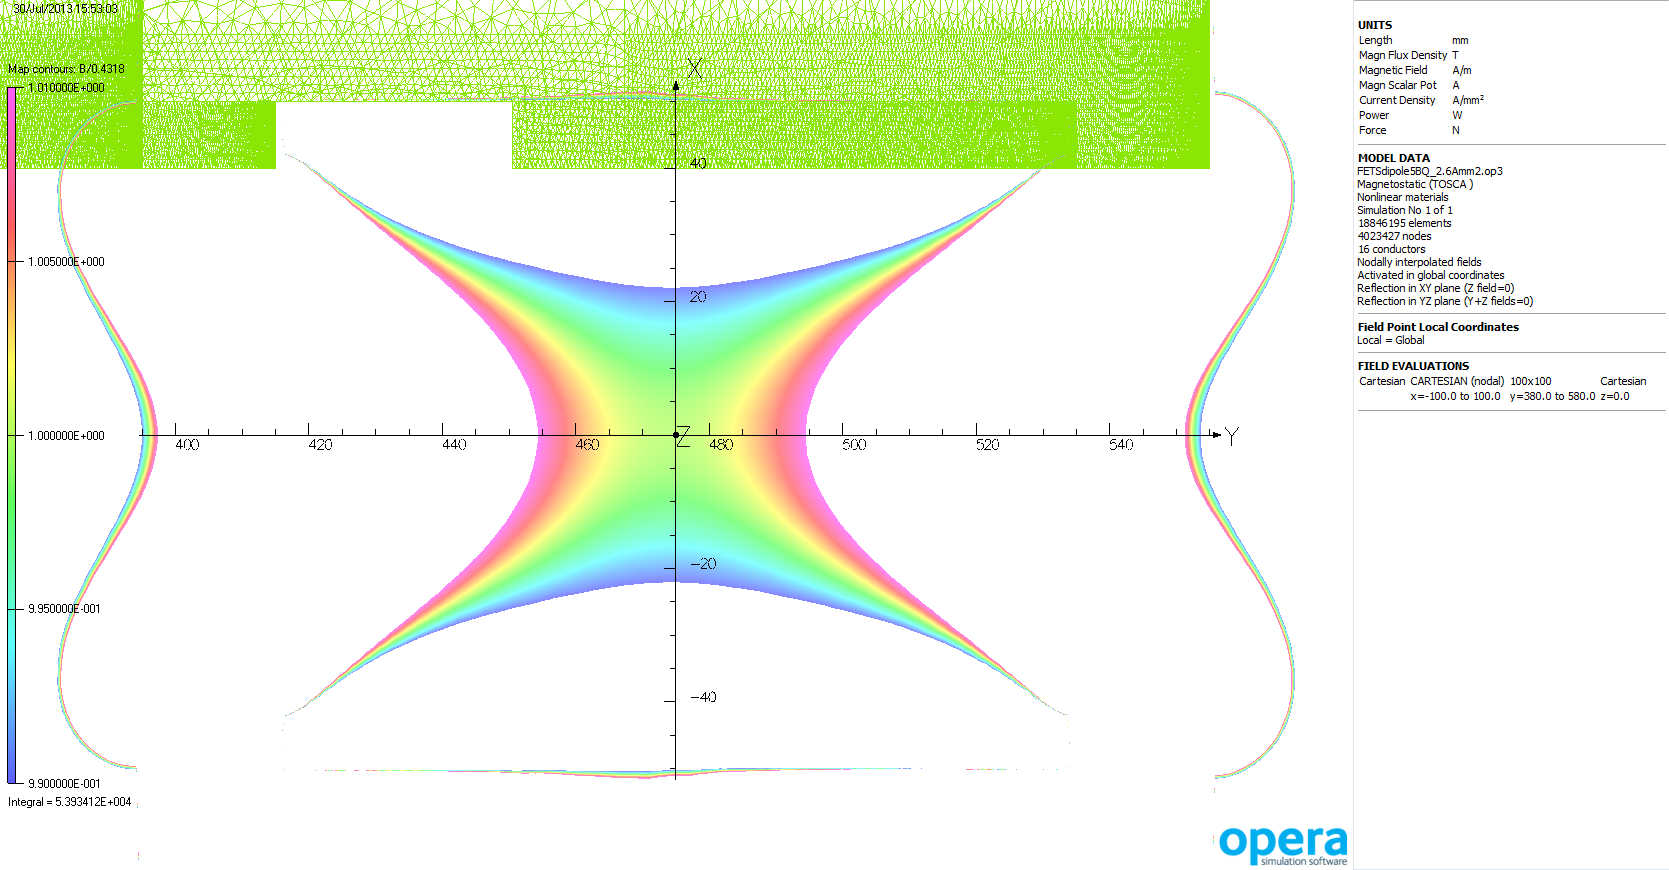 30/Jul/2013 15:53:03
Map contours: B/0.4318
1.010000E+000
1.005000E+000
1.000000E+000
9.950000E-001
9.900000E-001
Integral = 5.393412E+004
X
40
20
Z
-20
-40
400
420
440
460
480
500
520
540
Y
UNITS
Length mm
Magn Flux Density T
Magnetic Field A/m
Magn Scalar Pot A
Current Density A/mm²
Power W
Force N
MODEL DATA
FETSdipole5BQ_2.6Amm2.op3
Magnetostatic (TOSCA )
Nonlinear materials
Simulation No 1 of 1
18846195 elements
4023427 nodes
16 conductors
Nodally interpolated fields
Activated in global coordinates
Reflection in XY plane (Z field=0)
Reflection in YZ plane (Y+Z fields=0)
Field Point Local Coordinates
Local = Global
FIELD EVALUATIONS
Cartesian CARTESIAN (nodal) 100x100 Cartesian
x=-100.0 to 100.0 y=380.0 to 580.0 z=0.0
opera
simulation software